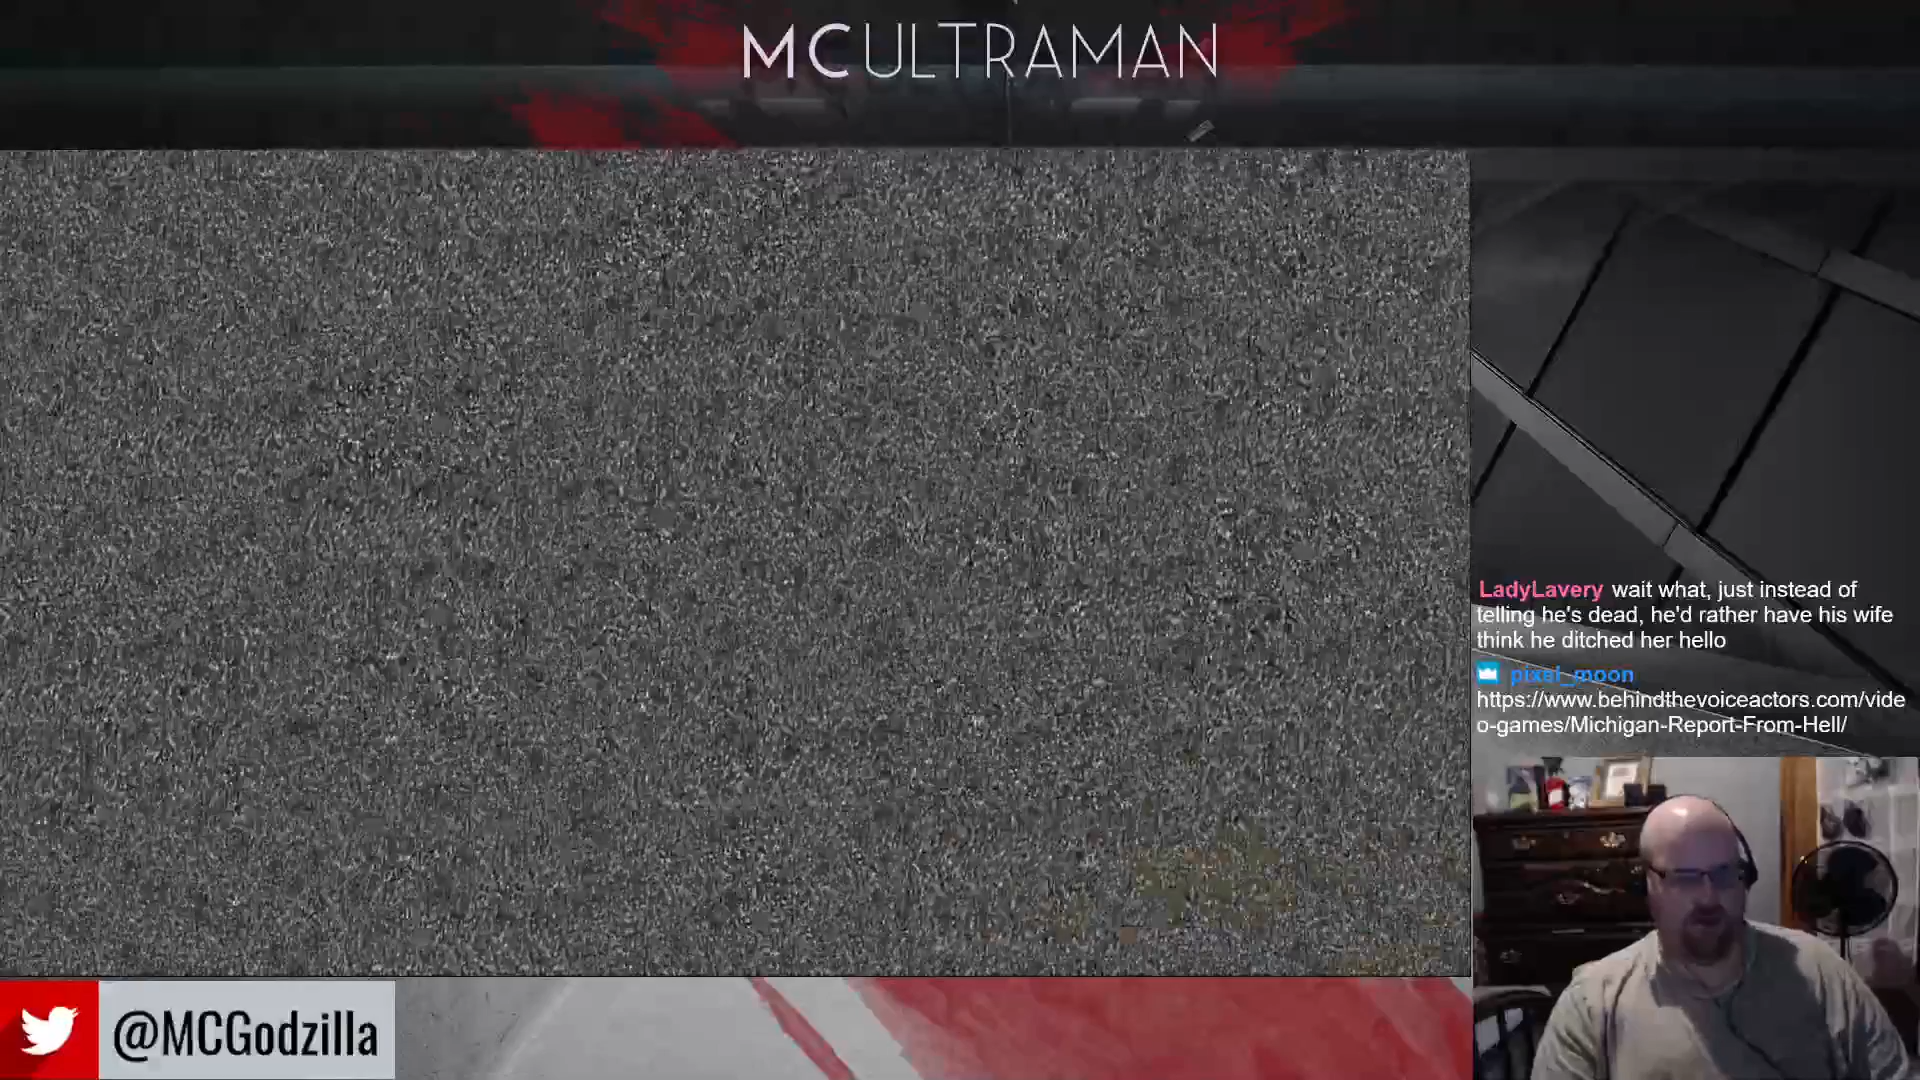 MCULTRAMAN
LadyLavery wait what, just instead of
telling he's dead, he'd rather have his wife
think he ditched her hello
pixel_moon
https://www.behindthevoiceactors.com/vide
o-games/Michigan-Report-From-Hell/
@MCGodzilla